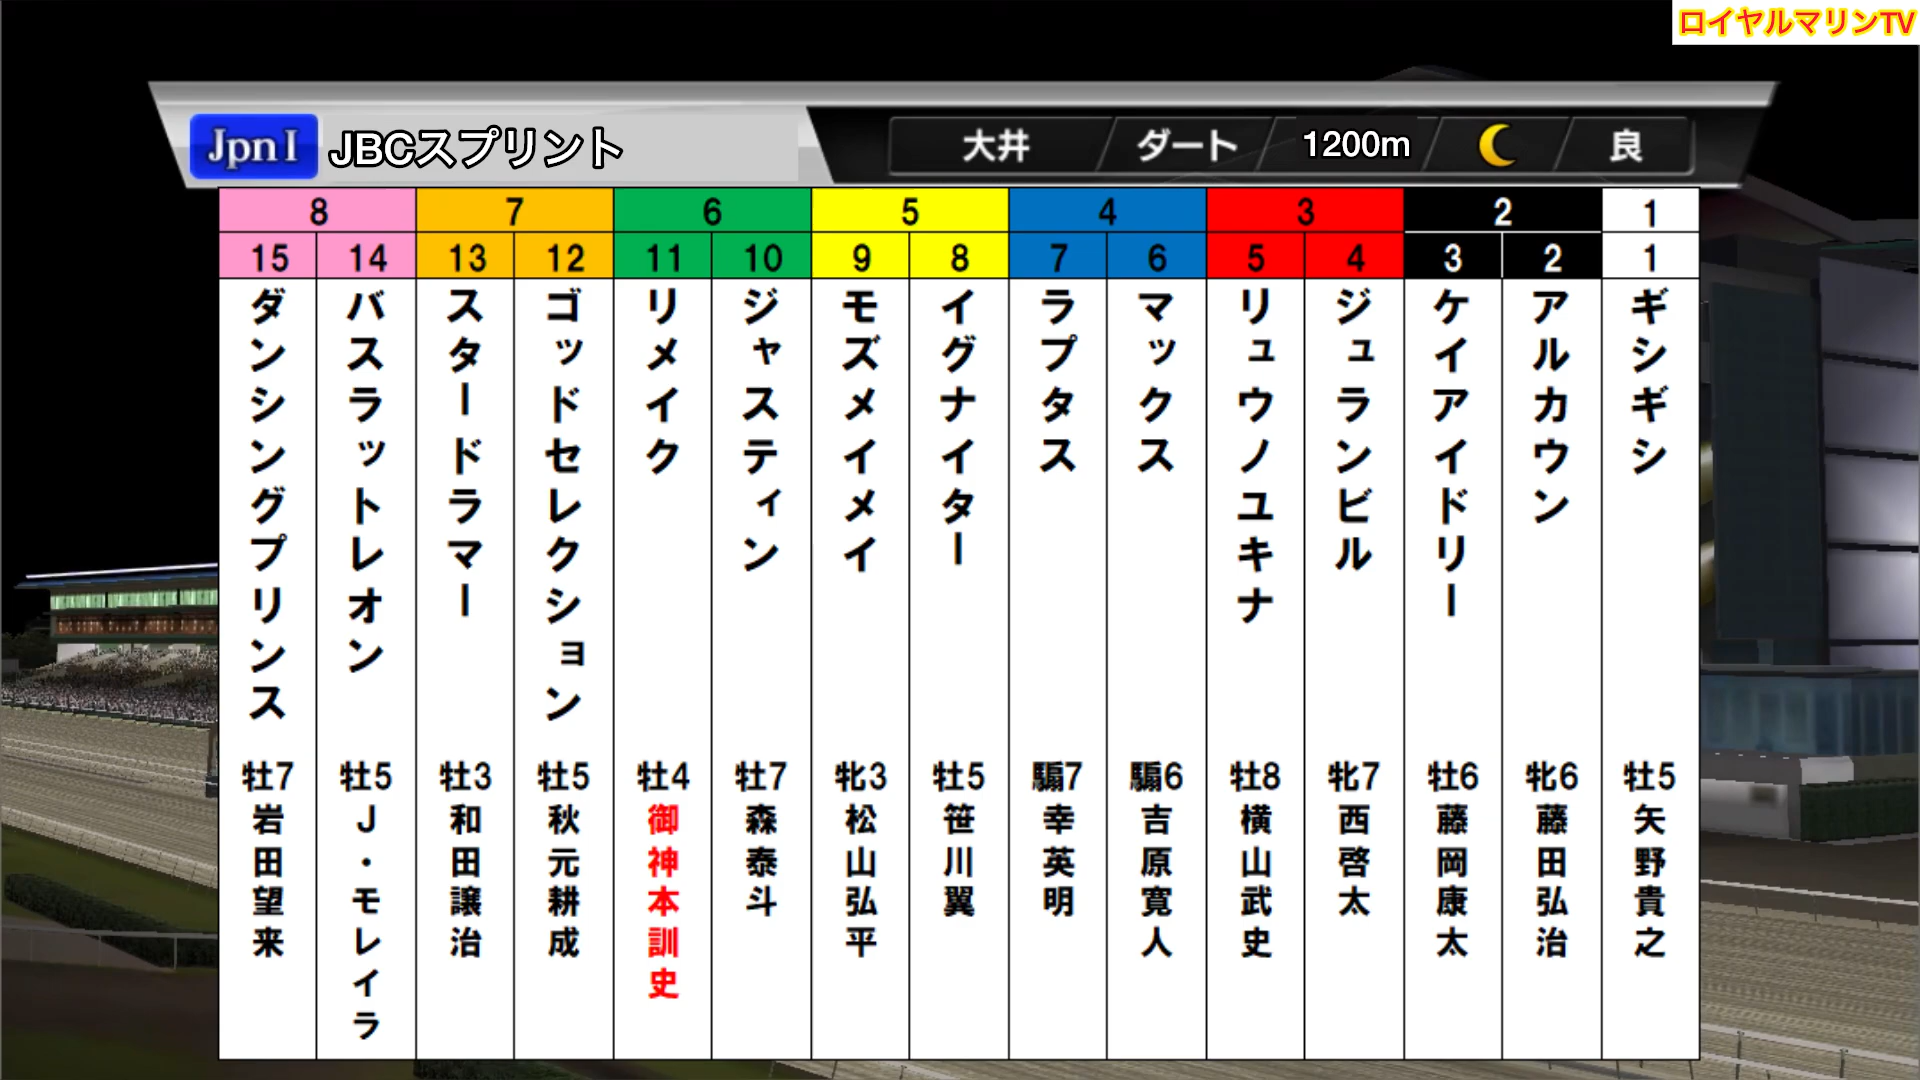 ロイヤルマリンTV
JpnI JBCスプリント 大井 ダート 1200m 良
8 7 6 5 4 3 2 1
15 14 13 12 11 10 9 8 7 6 5 4 3 2 1
ギシギシ 牡5 矢野貴之
アルカウン 牝6 藤田弘治
ケイアイドリー 牡6 藤岡康太
ジュランビル 牝7 西啓太
リュウノユキナ 牡8 横山武史
マックス 騸6 吉原寛人
ラプタス 騸7 幸英明
イグナイター 牡5 笹川翼
モズメイメイ 牝3 松山弘平
ジャスティン 牡7 森泰斗
リメイク 牡4 御神本訓史
ゴッドセレクション 牡5 秋元耕成
スタードラマー 牡3 和田譲治
バスラットレオン 牡5 J・モレイラ
ダンシングプリンス 牡7 岩田望来